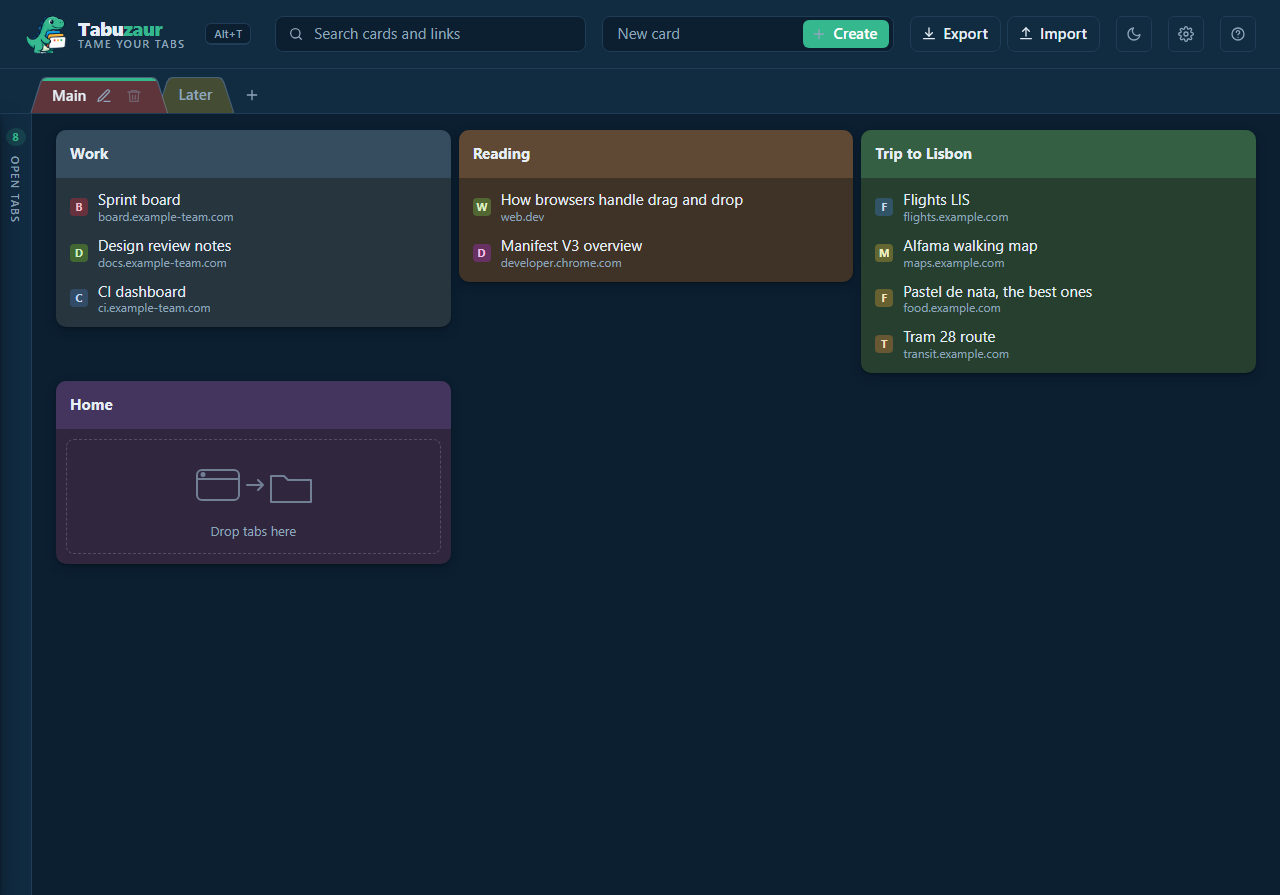 Tabuzaur
TAME YOUR TABS
Alt+T
Search cards and links
New card
Create
Export
Import
Main
Later
8
OPEN TABS
Work
B
Sprint board
board.example-team.com
D
Design review notes
docs.example-team.com
C
CI dashboard
ci.example-team.com
Reading
W
How browsers handle drag and drop
web.dev
D
Manifest V3 overview
developer.chrome.com
Trip to Lisbon
F
Flights LIS
flights.example.com
M
Alfama walking map
maps.example.com
F
Pastel de nata, the best ones
food.example.com
T
Tram 28 route
transit.example.com
Home
Drop tabs here